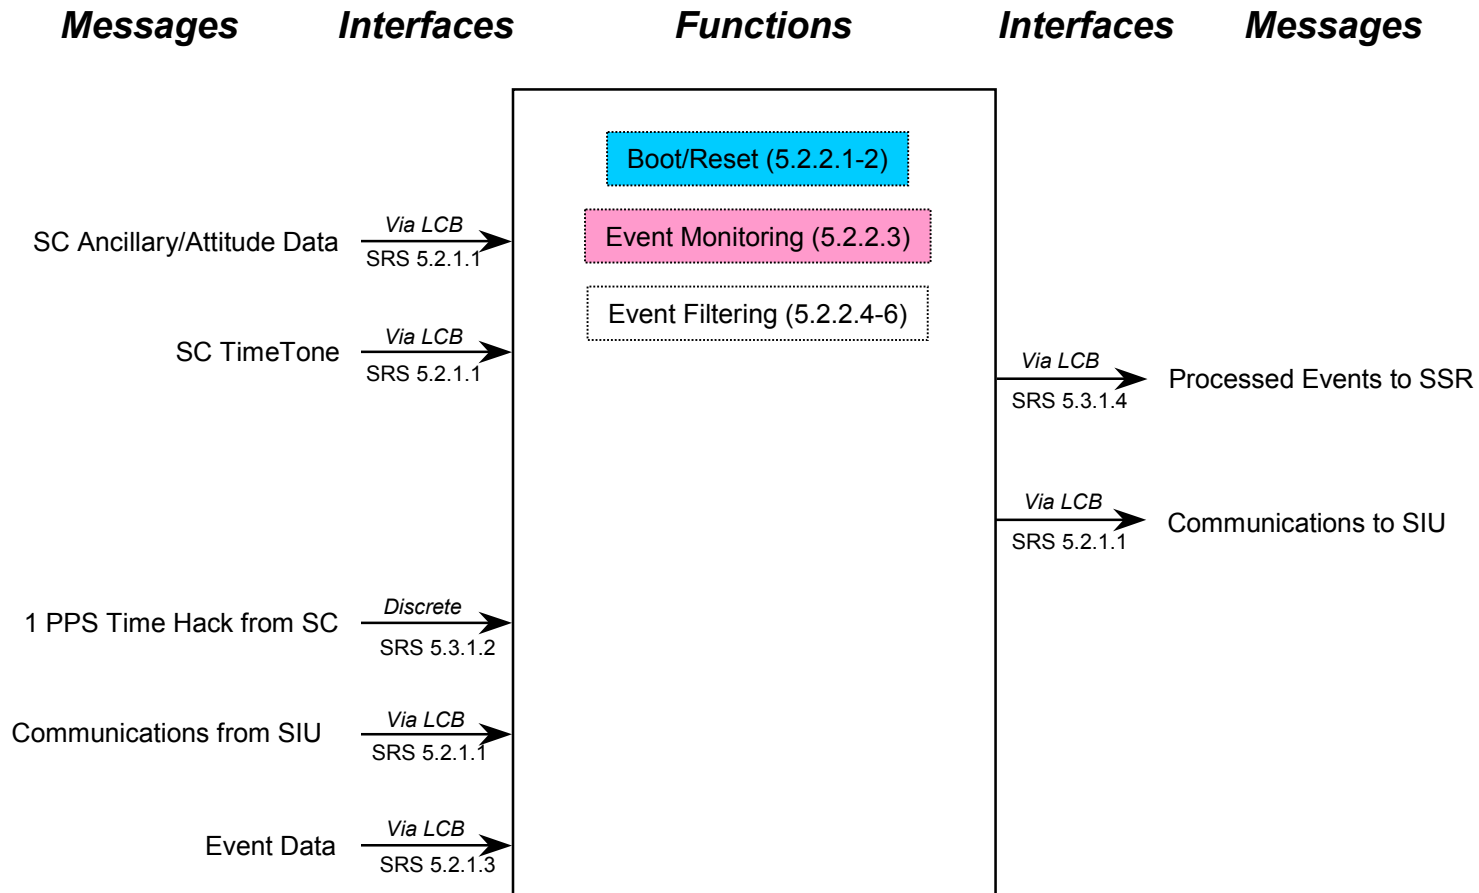 Messages Interfaces Functions Interfaces Messages
Boot/Reset (5.2.2.1-2)
Event Monitoring (5.2.2.3)
Event Filtering (5.2.2.4-6)
SC Ancillary/Attitude Data
Via LCB
SRS 5.2.1.1
SC TimeTone
Via LCB
SRS 5.2.1.1
1 PPS Time Hack from SC
Discrete
SRS 5.3.1.2
Communications from SIU
Via LCB
SRS 5.2.1.1
Event Data
Via LCB
SRS 5.2.1.3
Via LCB
SRS 5.3.1.4
Processed Events to SSR
Via LCB
SRS 5.2.1.1
Communications to SIU